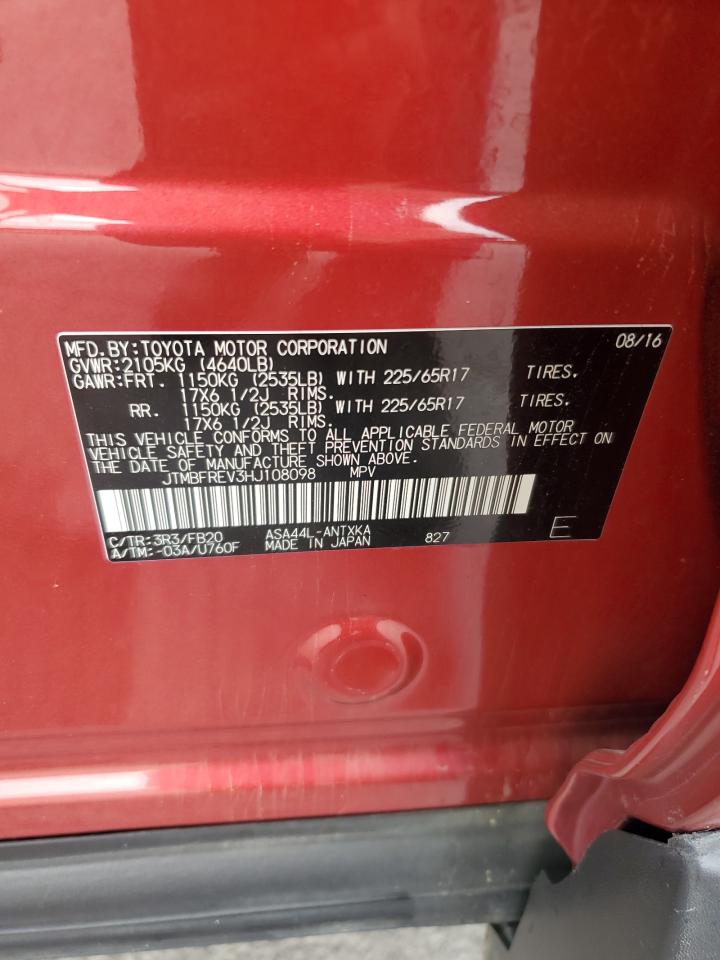 MFD.BY:TOYOTA MOTOR CORPORATION 08/16
GVWR:2105KG (4640LB)
GAWR:FRT. 1150KG (2535LB) WITH 225/65R17 TIRES.
17X6 1/2J RIMS.
RR. 1150KG (2535LB) WITH 225/65R17 TIRES.
17X6 1/2J RIMS.
THIS VEHICLE CONFORMS TO ALL APPLICABLE FEDERAL MOTOR
VEHICLE SAFETY AND THEFT PREVENTION STANDARDS IN EFFECT ON
THE DATE OF MANUFACTURE SHOWN ABOVE.
JTMBFREV3HJ108098 MPV
C/TR:3R3/FB20 ASA44L-ANTXKA 827 E
A/TM:-03A/U760F MADE IN JAPAN